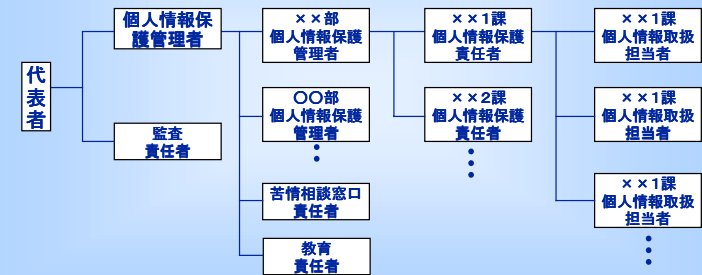 代表者
個人情報保
護管理者
監査
責任者
××部
個人情報保護
管理者
〇〇部
個人情報保護
管理者
苦情相談窓口
責任者
教育
責任者
××1課
個人情報保護
責任者
××2課
個人情報保護
責任者
××1課
個人情報取扱
担当者
××1課
個人情報取扱
担当者
××1課
個人情報取扱
担当者